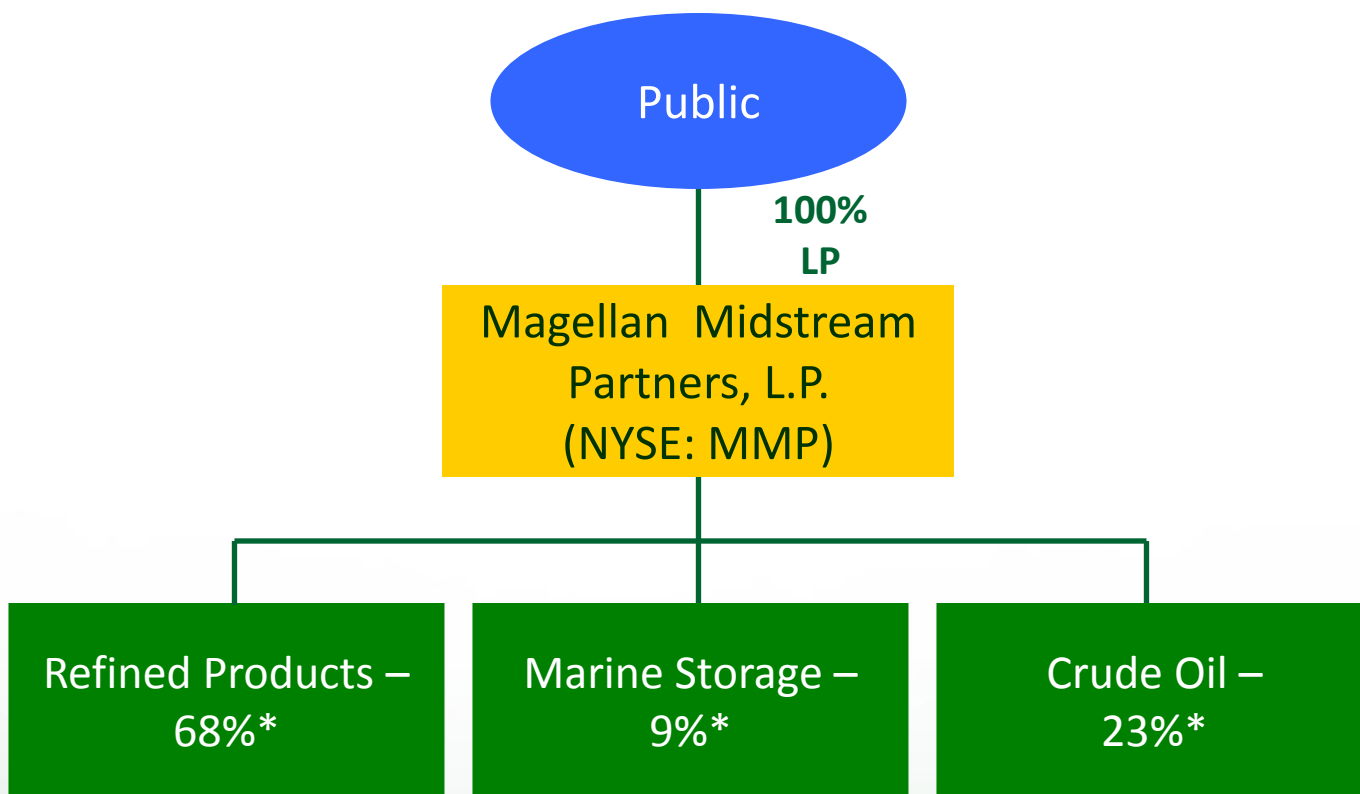 Public
100%
LP
Magellan  Midstream
Partners, L.P.
(NYSE: MMP)
Refined Products –
68%*
Marine Storage –
9%*
Crude Oil –
23%*